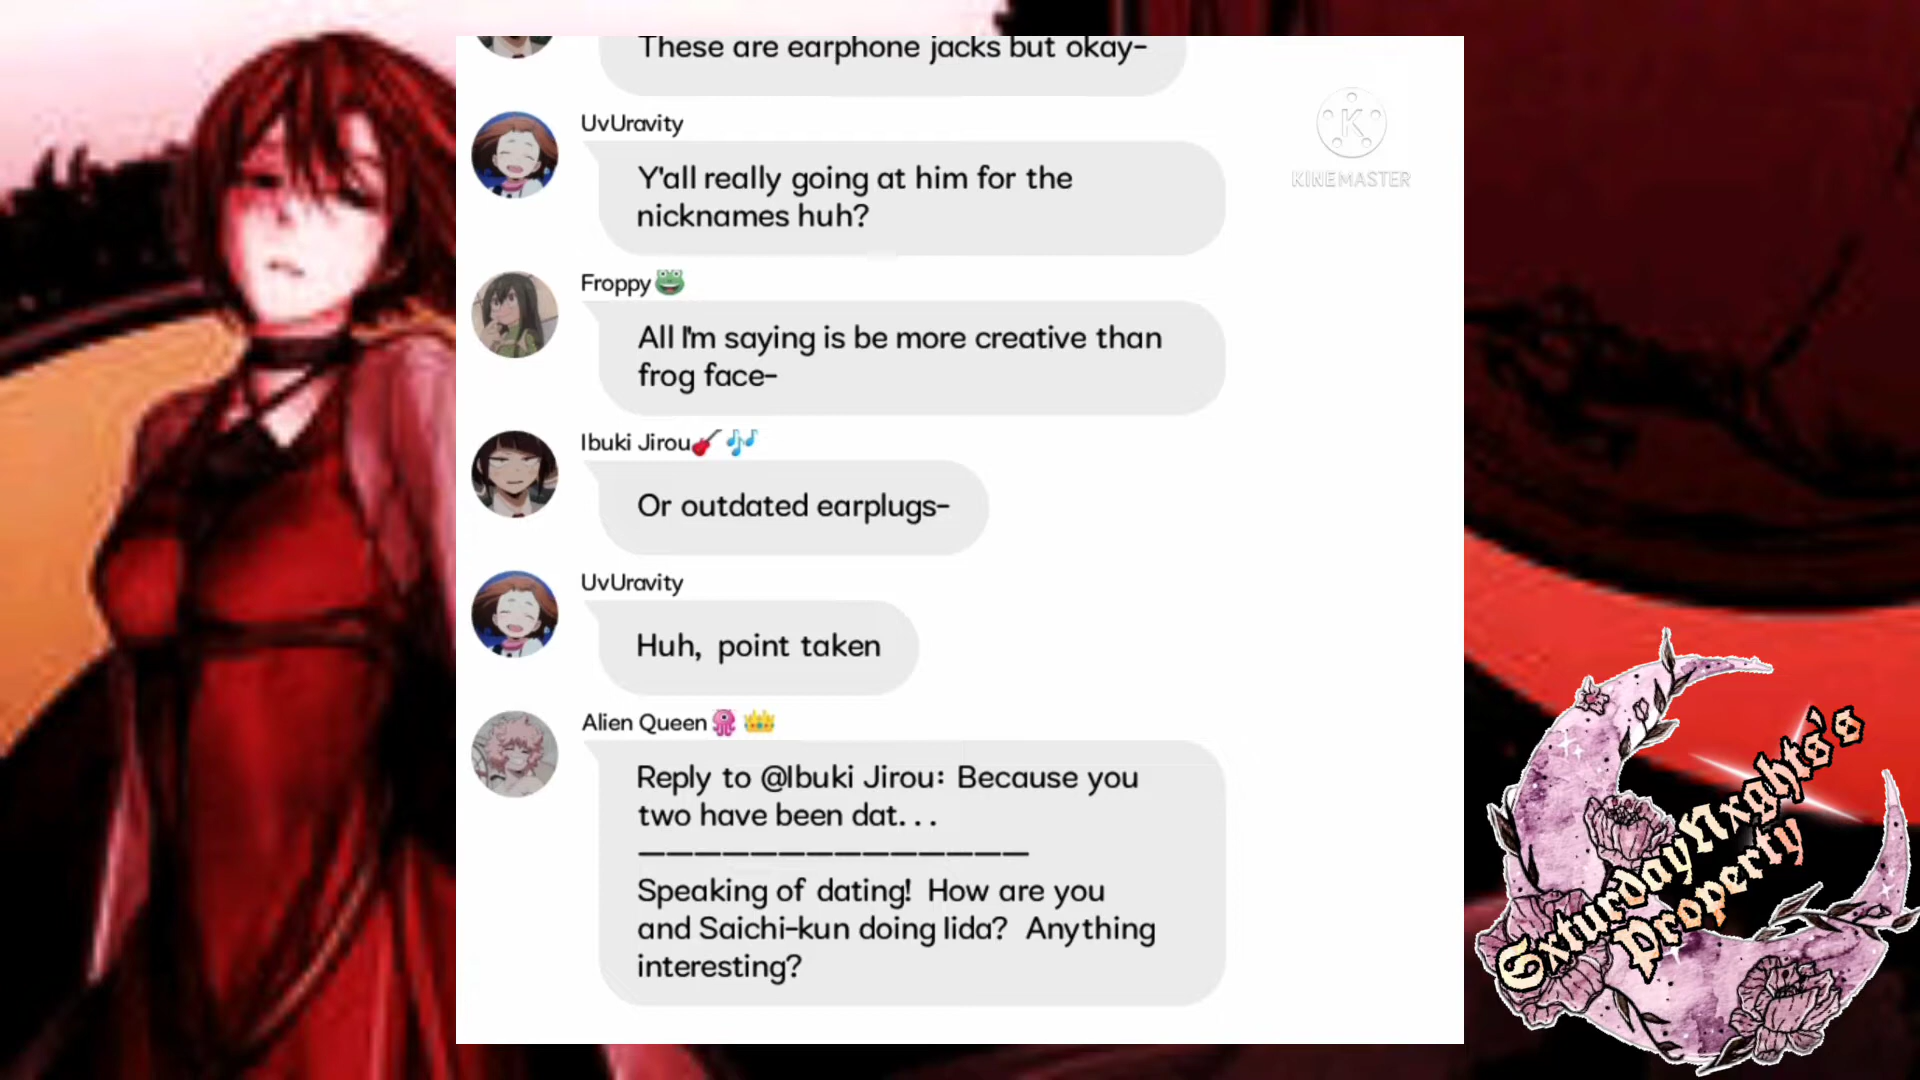 These are earphone jacks but okay-
UvUravity
Y'all really going at him for the
nicknames huh?
Froppy🐸
All I'm saying is be more creative than
frog face-
Ibuki Jirou🎸🎶
Or outdated earplugs-
UvUravity
Huh, point taken
Alien Queen🐙👑
Reply to @Ibuki Jirou: Because you
two have been dat...
——————————————
Speaking of dating! How are you
and Saichi-kun doing Iida? Anything
interesting?
K
KINEMASTER
SxturdayNxghts's
Property